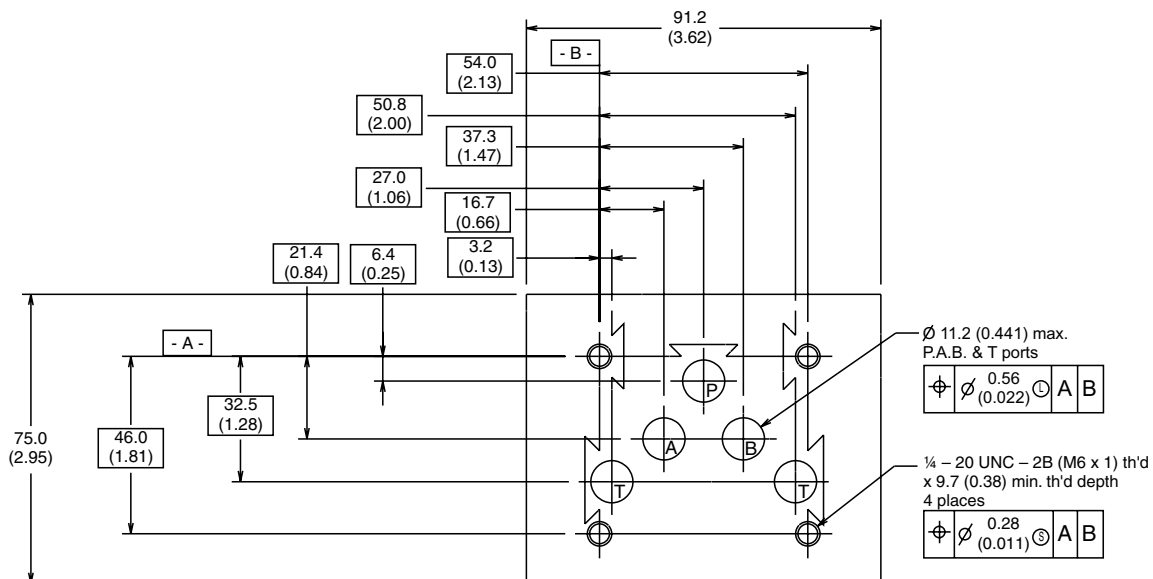 91.2
(3.62)
- B -
54.0
(2.13)
50.8
(2.00)
37.3
(1.47)
27.0
(1.06)
16.7
(0.66)
3.2
(0.13)
21.4
(0.84)
6.4
(0.25)
- A -
Ø 11.2 (0.441) max.
P.A.B. & T ports
⌖ Ø 0.56 (0.022) Ⓛ A B
P
32.5
(1.28)
75.0
(2.95)
46.0
(1.81)
A
B
¼ – 20 UNC – 2B (M6 x 1) th'd
x 9.7 (0.38) min. th'd depth
4 places
T
T
⌖ Ø 0.28 (0.011) Ⓢ A B